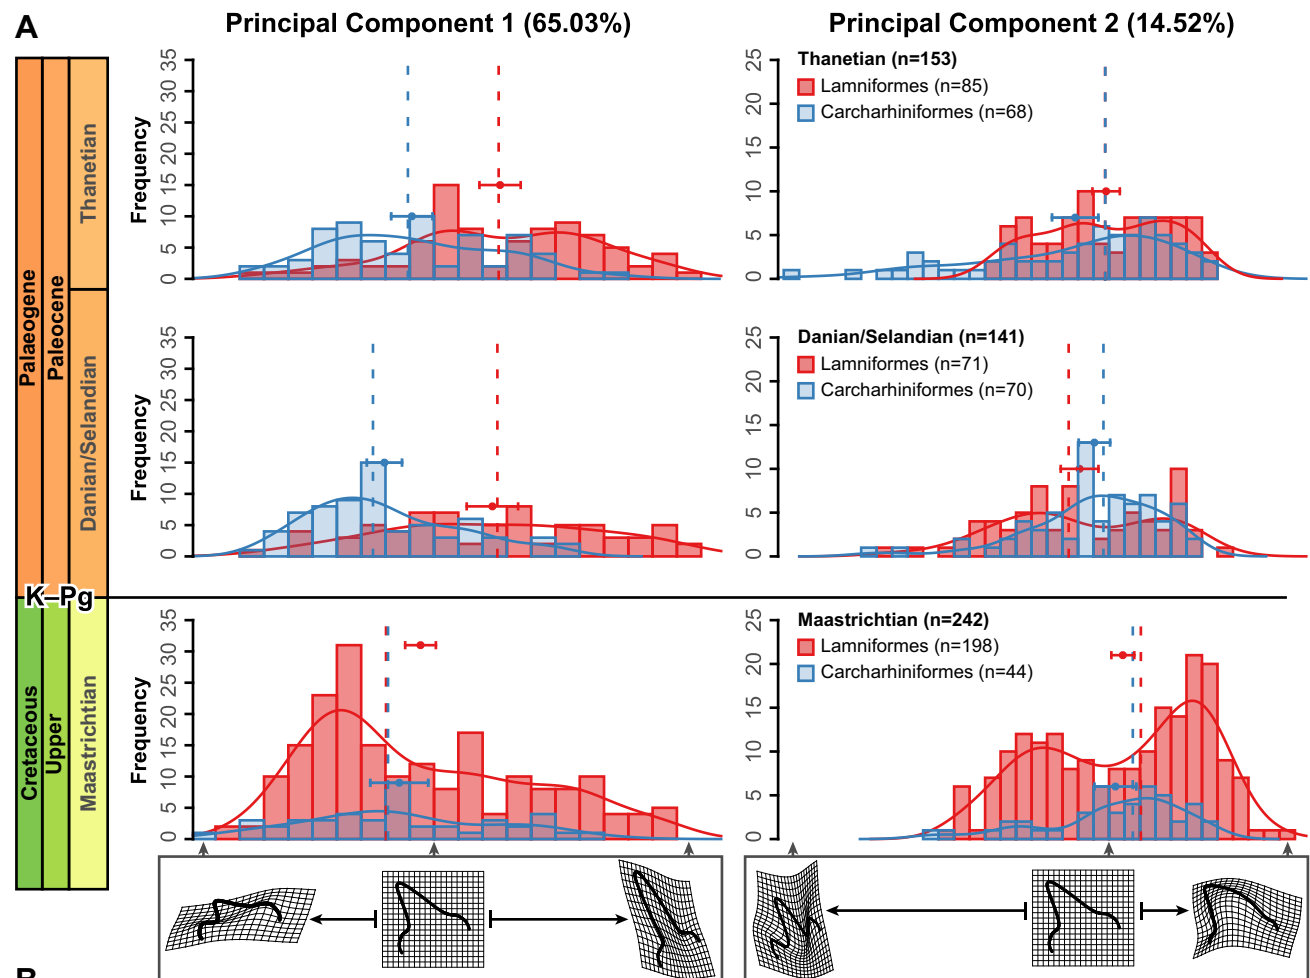 A
Principal Component 1 (65.03%)
Principal Component 2 (14.52%)
Palaeogene
Paleocene
Thanetian
Danian/Selandian
K–Pg
Cretaceous
Upper
Maastrichtian
Frequency
0 5 10 15 20 25 30 35
0 5 10 15 20 25
Thanetian (n=153)
Lamniformes (n=85)
Carcharhiniformes (n=68)
Frequency
0 5 10 15 20 25 30 35
0 5 10 15 20 25
Danian/Selandian (n=141)
Lamniformes (n=71)
Carcharhiniformes (n=70)
Frequency
0 5 10 15 20 25 30 35
0 5 10 15 20 25
Maastrichtian (n=242)
Lamniformes (n=198)
Carcharhiniformes (n=44)